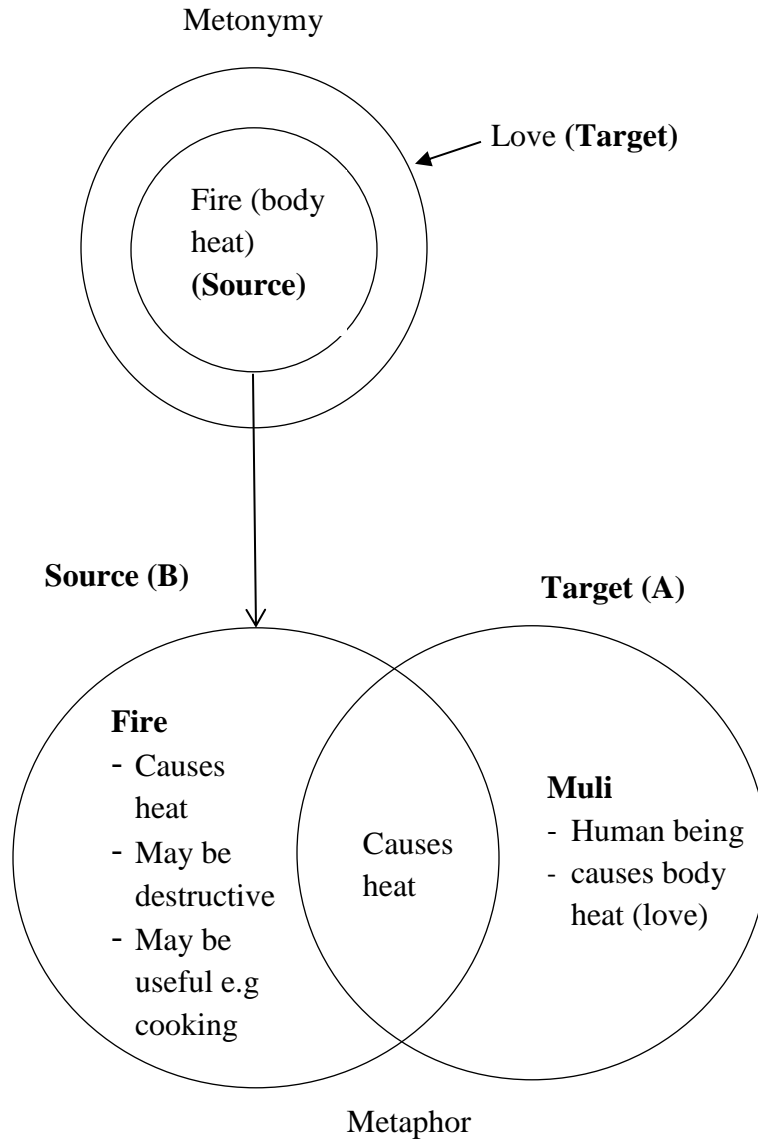 Metonymy
Love (Target)
Fire (body
heat)
(Source)
Source (B)
Target (A)
Fire
- Causes
heat
- May be
destructive
- May be
useful e.g
cooking
Causes
heat
Muli
- Human being
- causes body
heat (love)
Metaphor